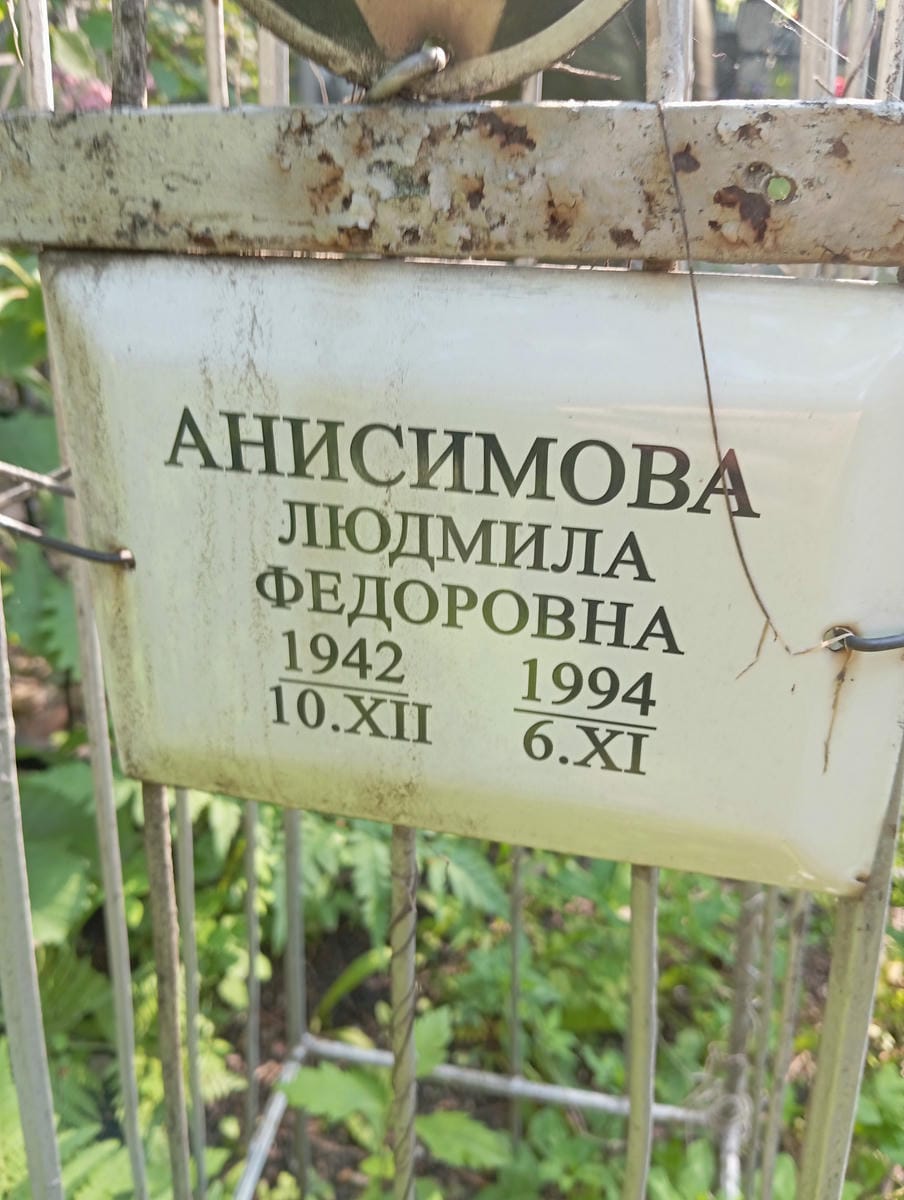 АНИСИМОВА
ЛЮДМИЛА
ФЕДОРОВНА
1942 1994
10.XII 6.XI